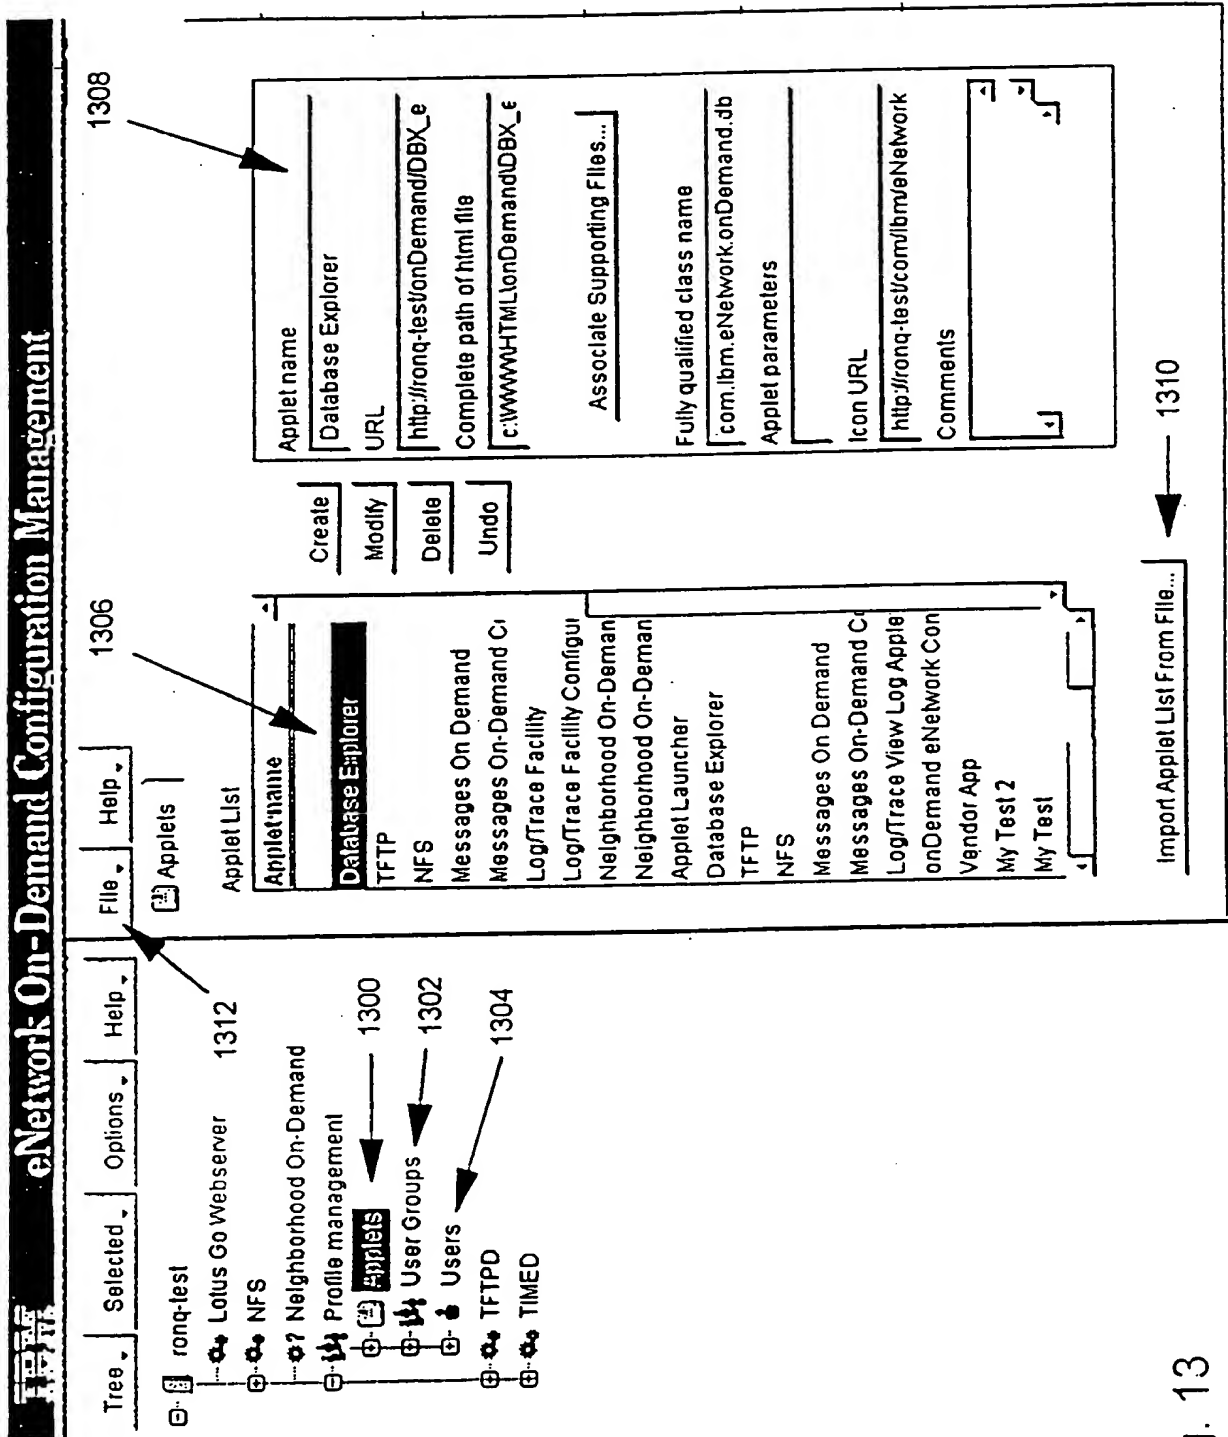 IBM
eNetwork On-Demand Configuration Management
Tree
Selected
Options
Help
ronq-test
Lotus Go Webserver
NFS
? Neighborhood On-Demand
Profile management
Applets
User Groups
Users
TFTPD
TIMED
1312
1300
1302
1304
File
Help
Applets
1306
1308
Applet List
Applet name
Database Explorer
TFTP
NFS
Messages On Demand
Messages On-Demand C
Log/Trace Facility
Log/Trace Facility Configu
Neighborhood On-Deman
Neighborhood On-Deman
Applet Launcher
Database Explorer
TFTP
NFS
Messages On Demand
Messages On-Demand C
Log/Trace View Log Apple
onDemand eNetwork Con
Vendor App
My Test 2
My Test
Import Applet List From File...
1310
Create
Modify
Delete
Undo
Applet name
Database Explorer
URL
http://ronq-test/onDemand/DBX_e
Complete path of html file
c:\WWW\HTML\onDemand\DBX_e
Associate Supporting Files...
Fully qualified class name
com.ibm.eNetwork.onDemand.db
Applet parameters
Icon URL
http://ronq-test/com/ibm/eNetwork
Comments
13